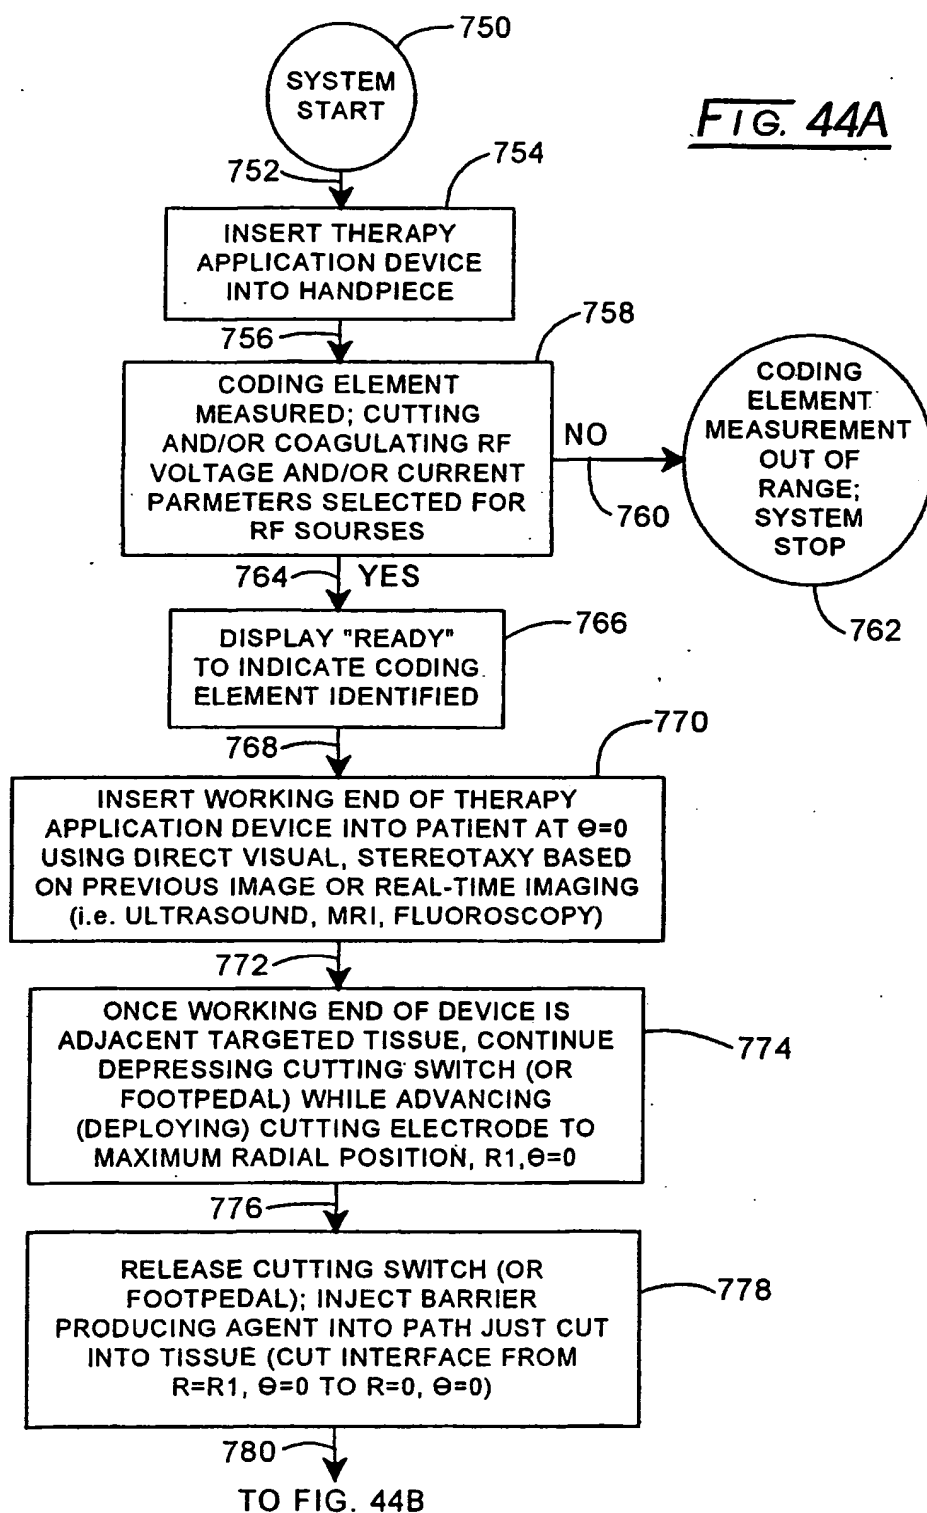 750
SYSTEM
START
FIG. 44A
752
754
INSERT THERAPY
APPLICATION DEVICE
INTO HANDPIECE
756
758
CODING ELEMENT
MEASURED; CUTTING
AND/OR COAGULATING RF
VOLTAGE AND/OR CURRENT
PARMETERS SELECTED FOR
RF SOURSES
NO
760
CODING
ELEMENT
MEASUREMENT
OUT OF
RANGE;
SYSTEM
STOP
762
764
YES
DISPLAY "READY"
TO INDICATE CODING
ELEMENT IDENTIFIED
766
768
770
INSERT WORKING END OF THERAPY
APPLICATION DEVICE INTO PATIENT AT Θ=0
USING DIRECT VISUAL, STEREOTAXY BASED
ON PREVIOUS IMAGE OR REAL-TIME IMAGING
(i.e. ULTRASOUND, MRI, FLUOROSCOPY)
772
ONCE WORKING END OF DEVICE IS
ADJACENT TARGETED TISSUE, CONTINUE
DEPRESSING CUTTING SWITCH (OR
FOOTPEDAL) WHILE ADVANCING
(DEPLOYING) CUTTING ELECTRODE TO
MAXIMUM RADIAL POSITION, R1,Θ=0
774
776
RELEASE CUTTING SWITCH (OR
FOOTPEDAL); INJECT BARRIER
PRODUCING AGENT INTO PATH JUST CUT
INTO TISSUE (CUT INTERFACE FROM
R=R1, Θ=0 TO R=0, Θ=0)
778
780
TO FIG. 44B